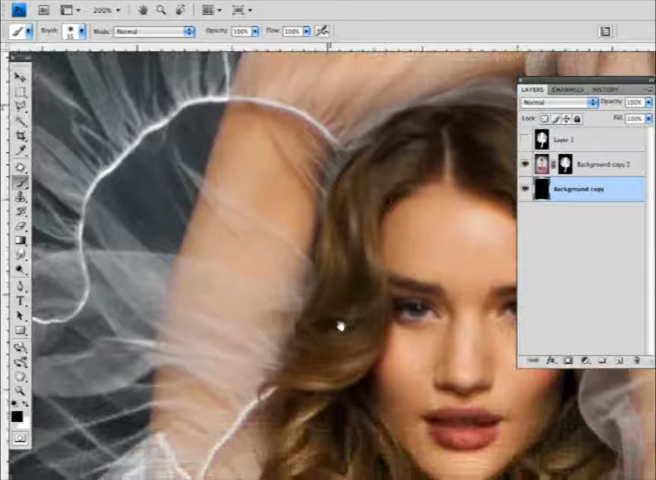 200%
Brush: Mode: Normal Opacity: 100% Flow: 100%
LAYERS CHANNELS HISTORY
Normal Opacity: 100%
Lock: Fill: 100%
Layer 1
Background copy 2
Background copy